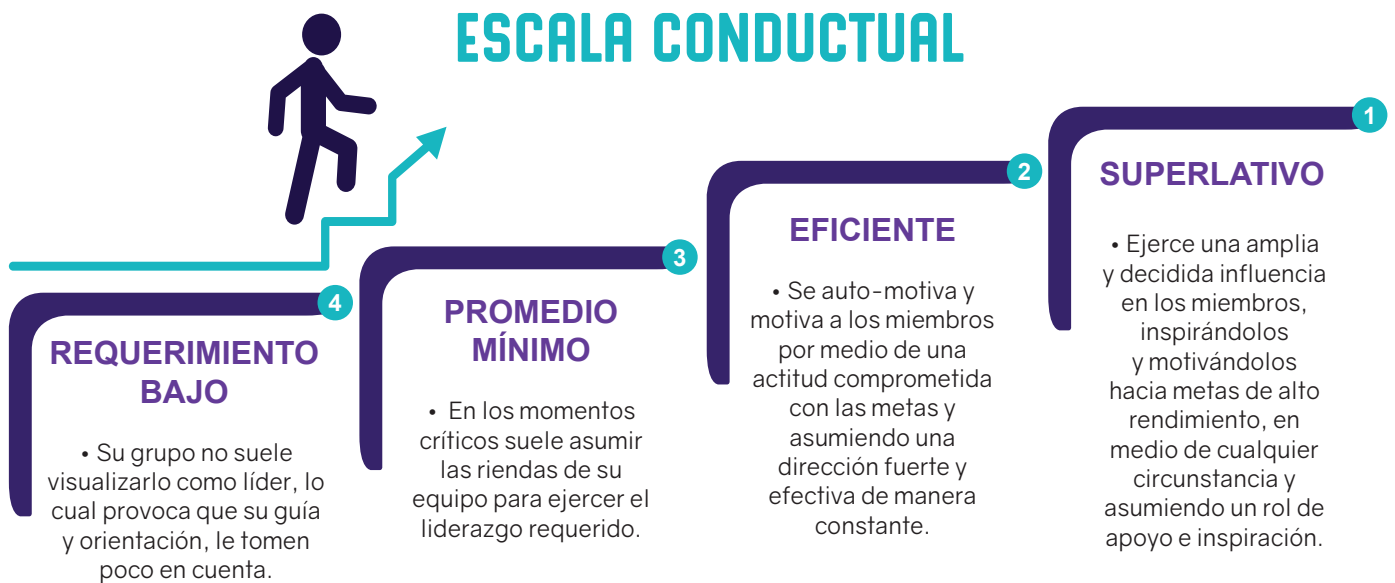 ESCALA CONDUCTUAL
4
REQUERIMIENTO
BAJO
• Su grupo no suele
visualizarlo como líder, lo
cual provoca que su guía
y orientación, le tomen
poco en cuenta.
3
PROMEDIO
MÍNIMO
• En los momentos
críticos suele asumir
las riendas de su
equipo para ejercer el
liderazgo requerido.
2
EFICIENTE
• Se auto-motiva y
motiva a los miembros
por medio de una
actitud comprometida
con las metas y
asumiendo una
dirección fuerte y
efectiva de manera
constante.
1
SUPERLATIVO
• Ejerce una amplia
y decidida influencia
en los miembros,
inspirándolos
y motivándolos
hacia metas de alto
rendimiento, en
medio de cualquier
circunstancia y
asumiendo un rol de
apoyo e inspiración.